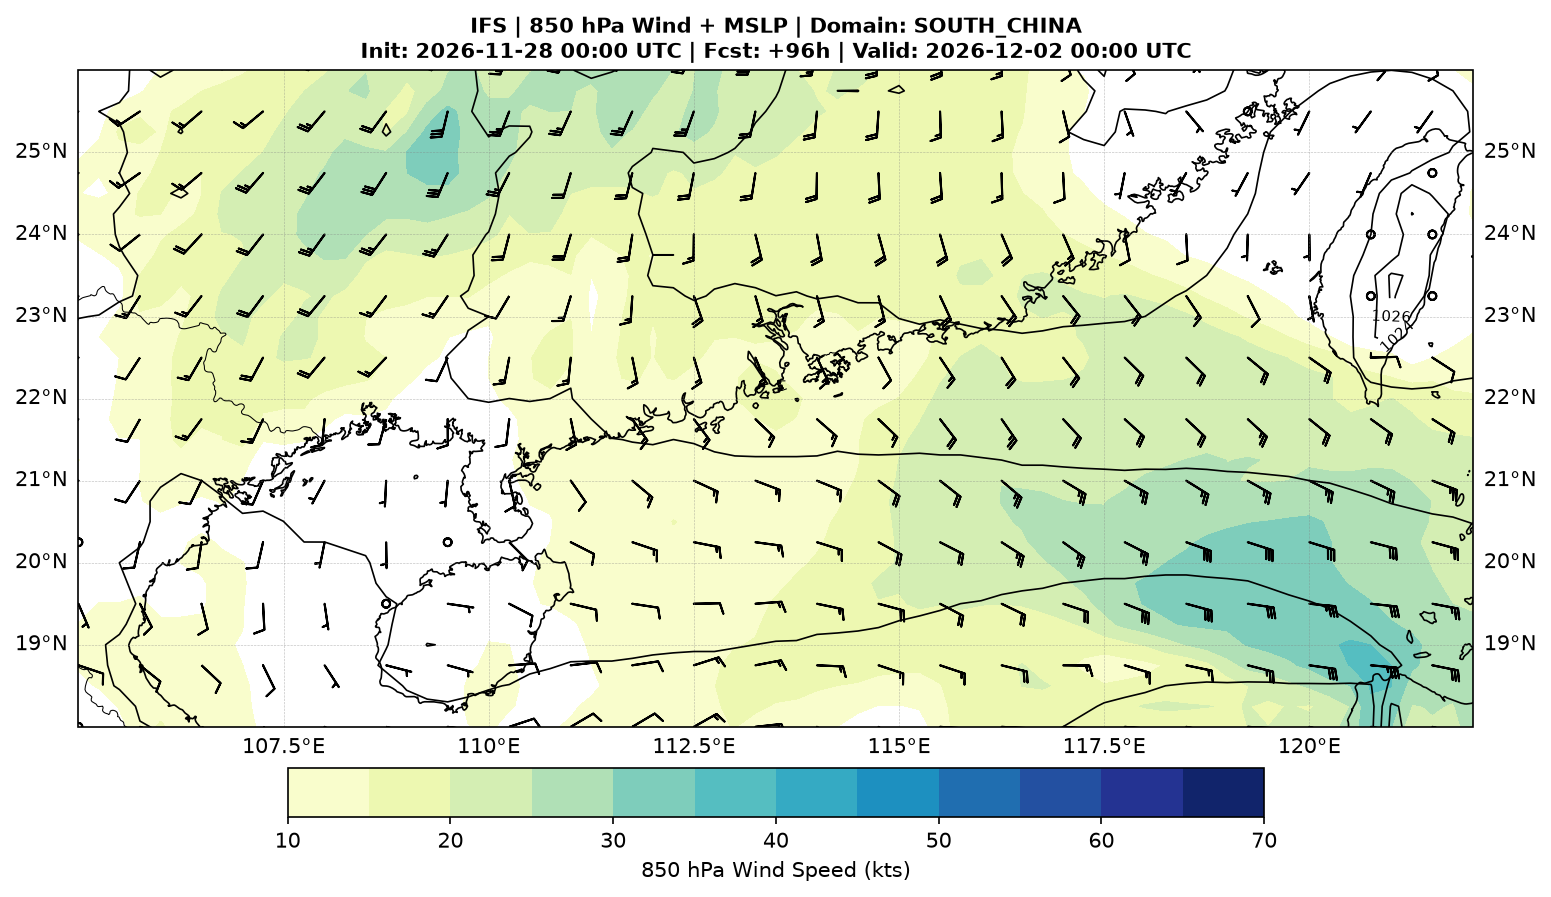 IFS | 850 hPa Wind + MSLP | Domain: SOUTH_CHINA
Init: 2026-11-28 00:00 UTC | Fcst: +96h | Valid: 2026-12-02 00:00 UTC
25°N 25°N
24°N 24°N
23°N 23°N
1026
1024
22°N 22°N
21°N 21°N
20°N 20°N
19°N 19°N
107.5°E 110°E 112.5°E 115°E 117.5°E 120°E
10 20 30 40 50 60 70
850 hPa Wind Speed (kts)